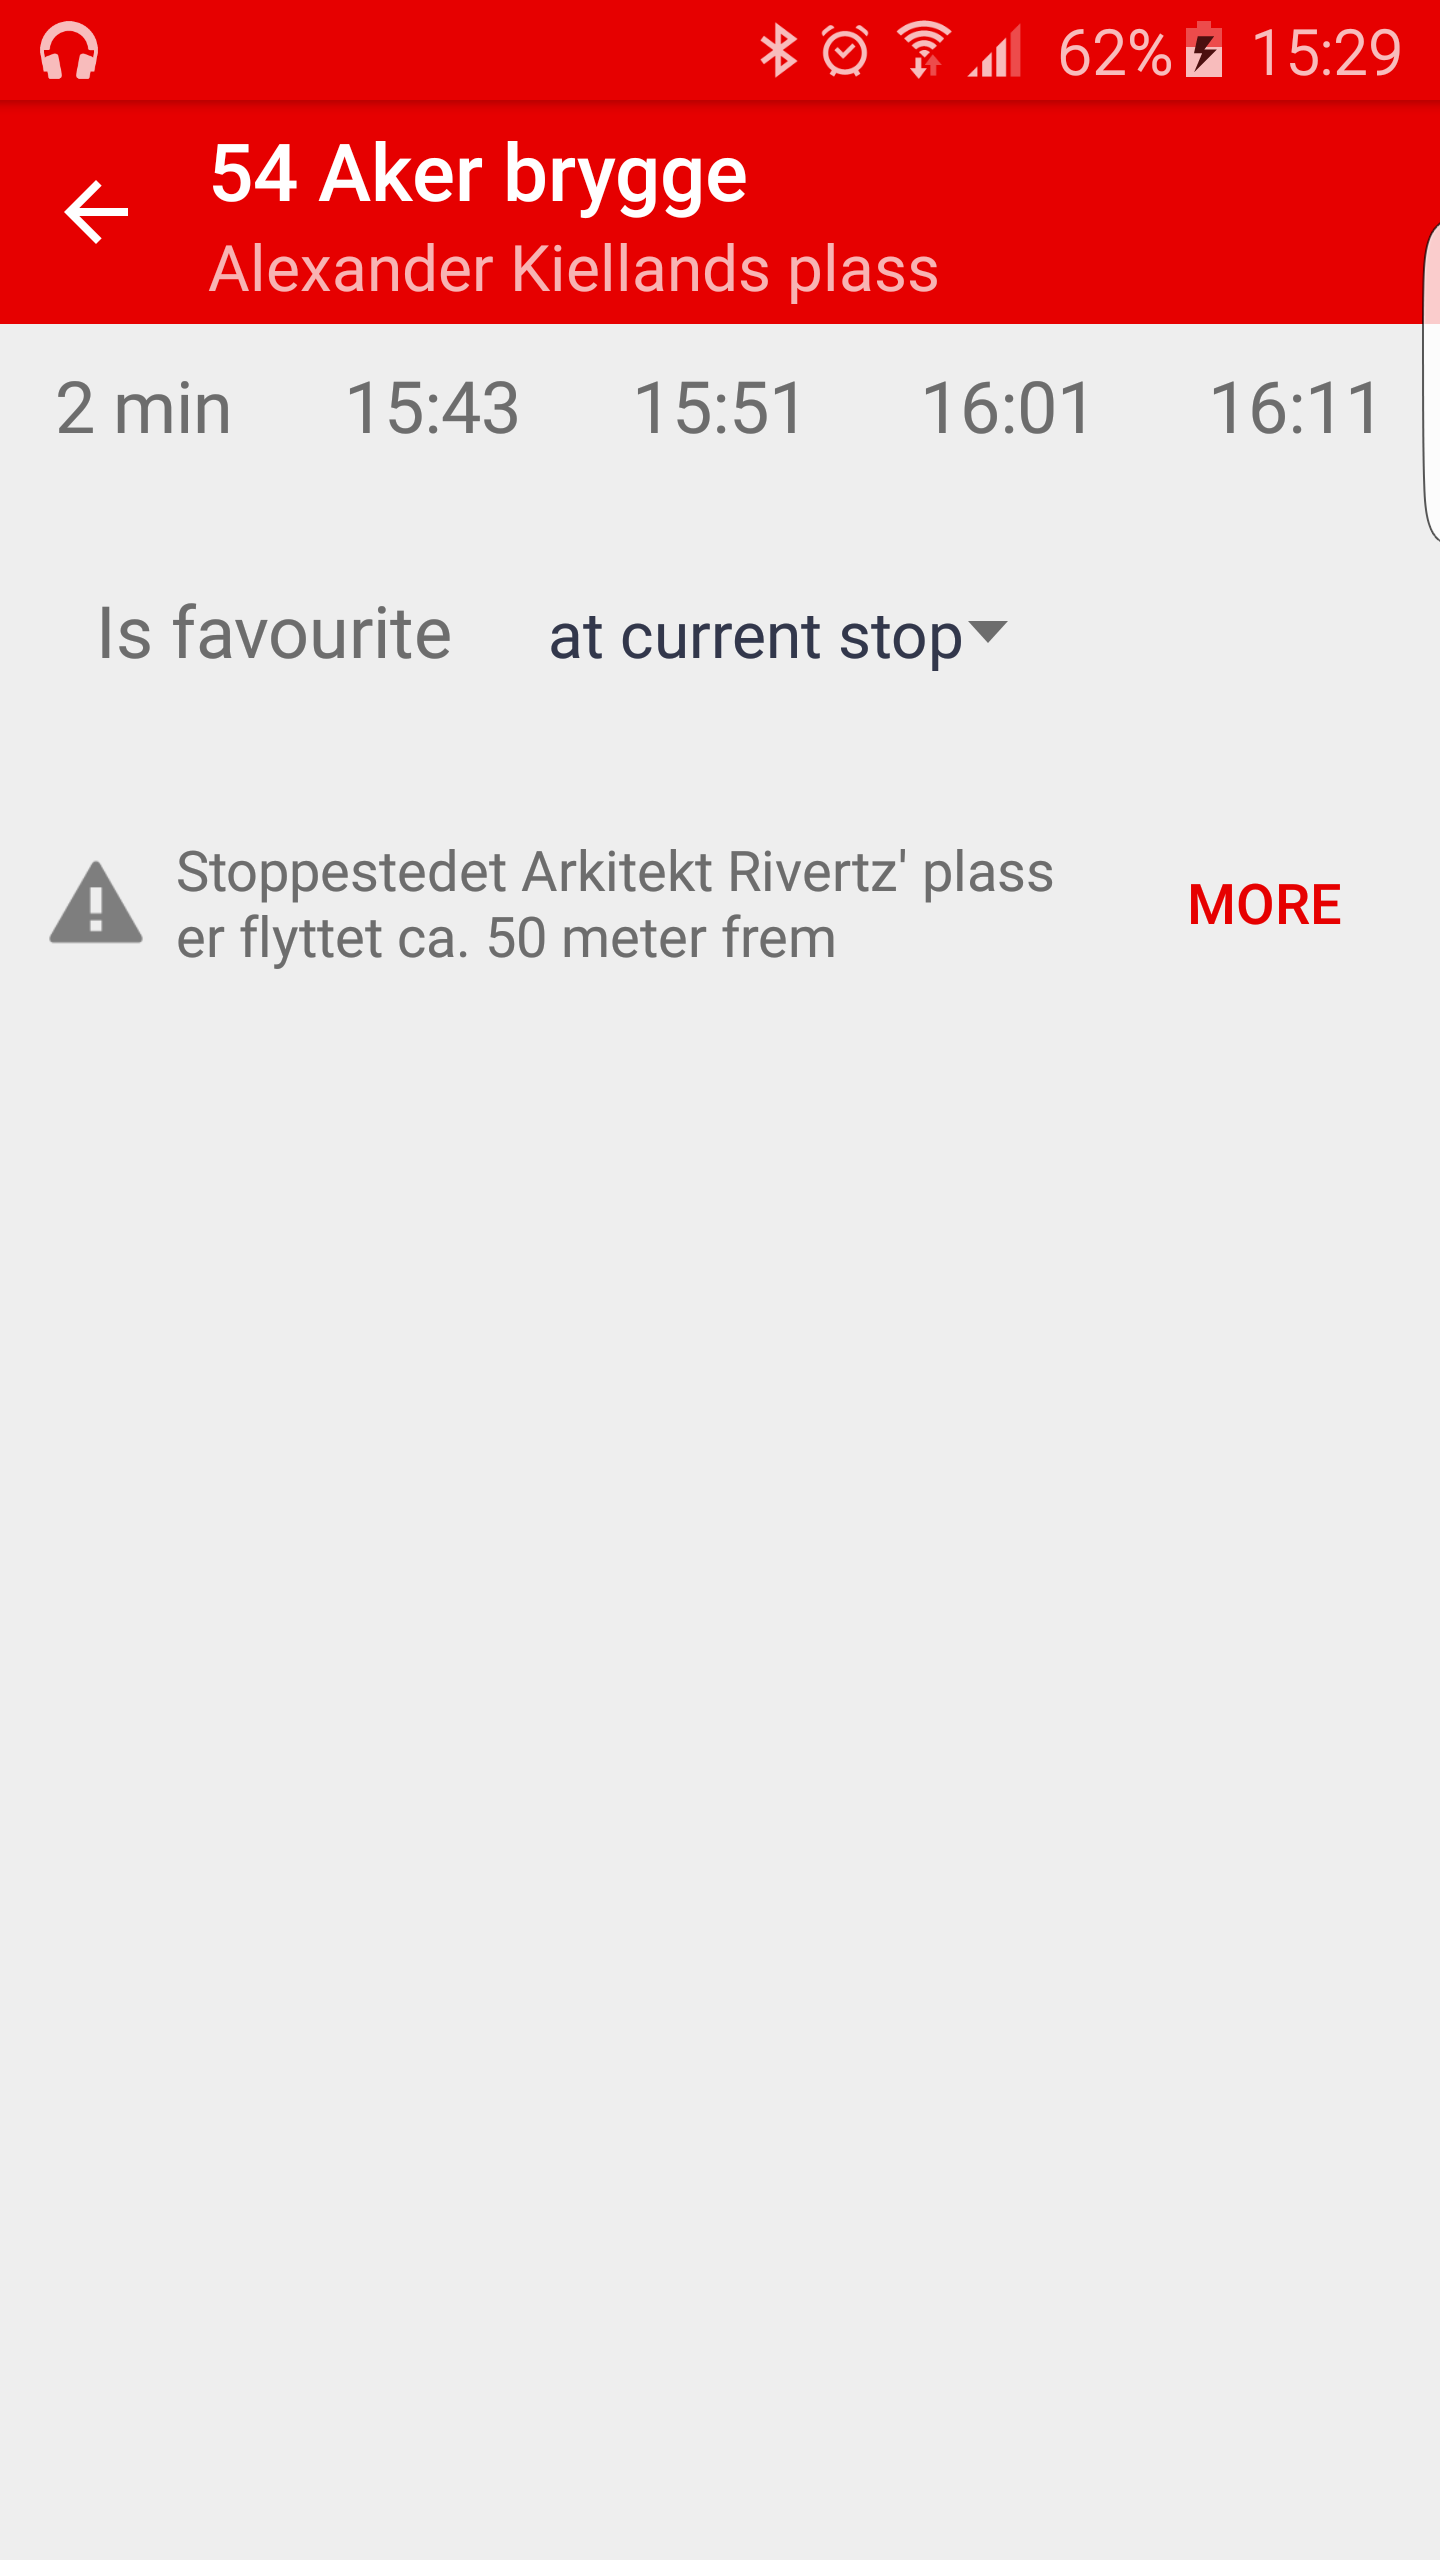 62% 15:29
54 Aker brygge
Alexander Kiellands plass
2 min 15:43 15:51 16:01 16:11
Is favourite at current stop
Stoppestedet Arkitekt Rivertz' plass
er flyttet ca. 50 meter frem
MORE